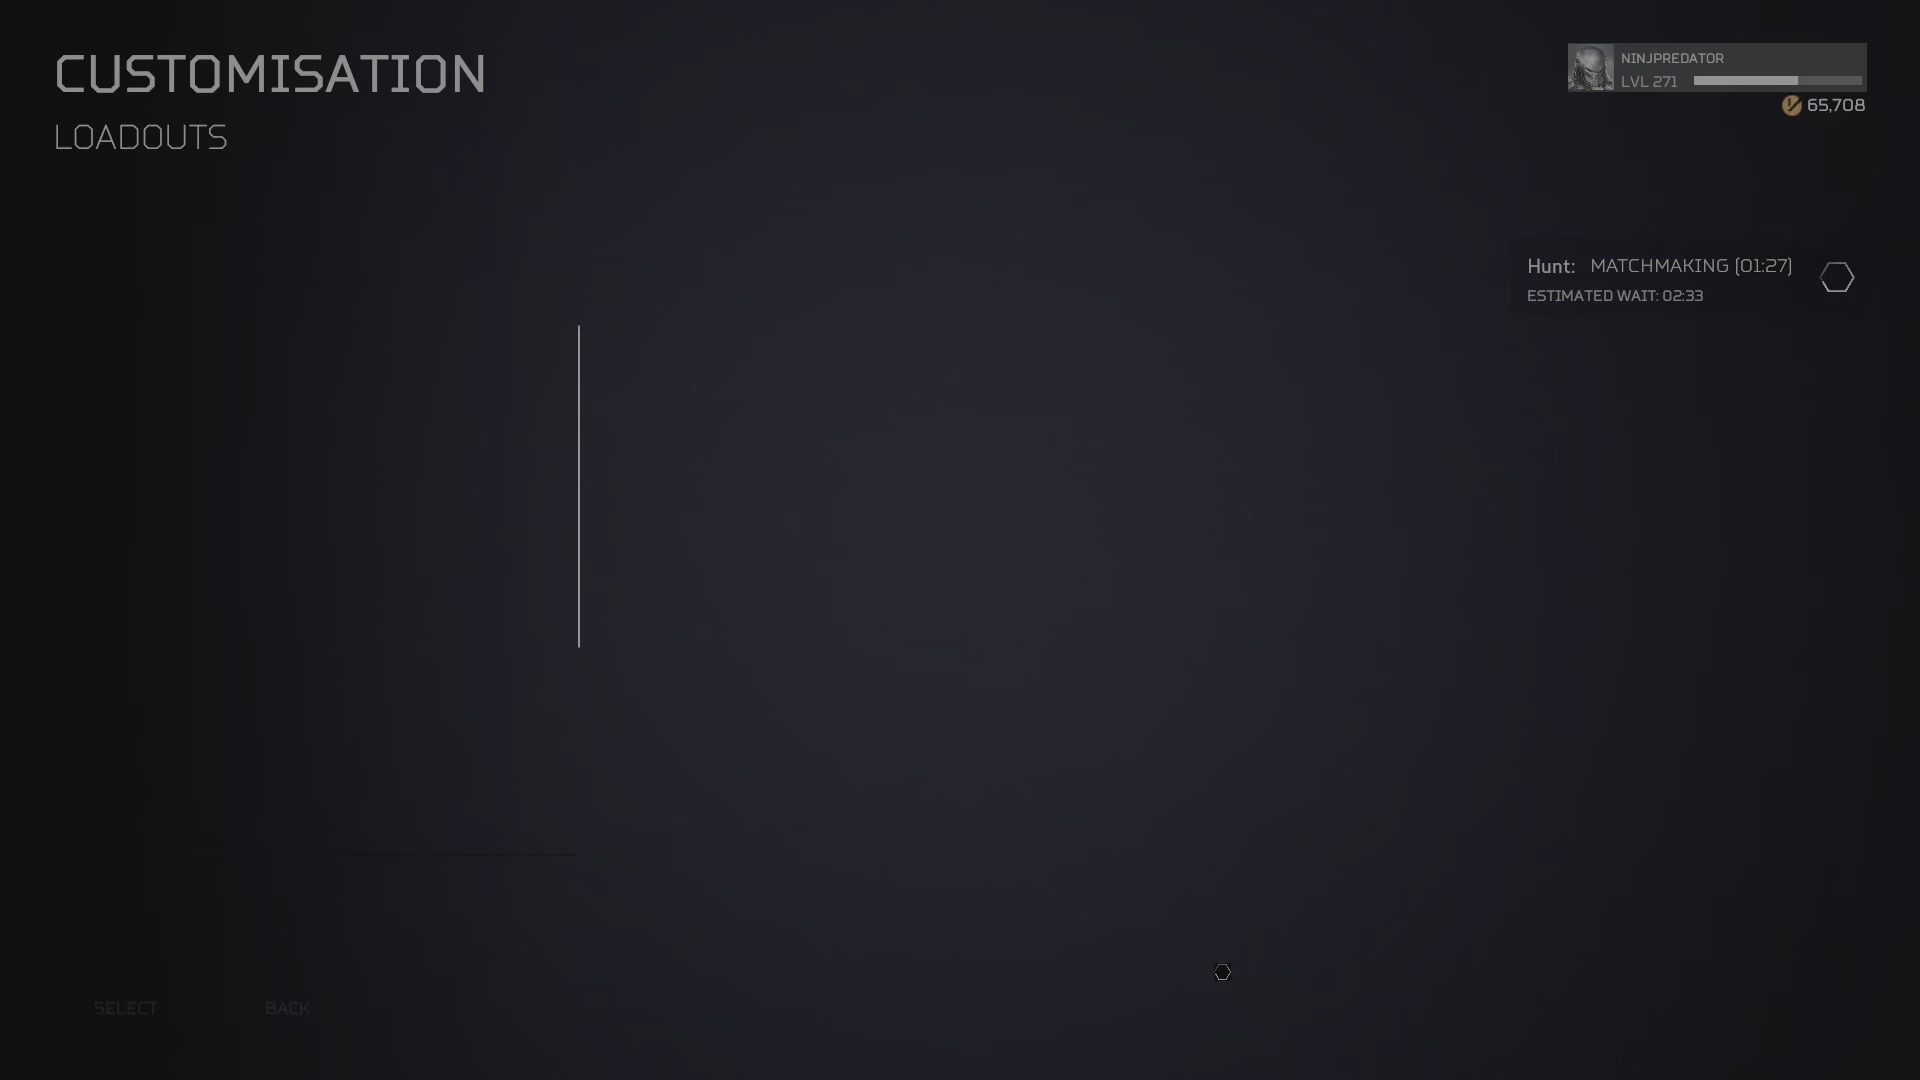 CUSTOMISATION
LOADOUTS
NINJPREDATOR
LVL 271
65,708
Hunt: MATCHMAKING [01:27]
ESTIMATED WAIT: 02:33
SELECT BACK